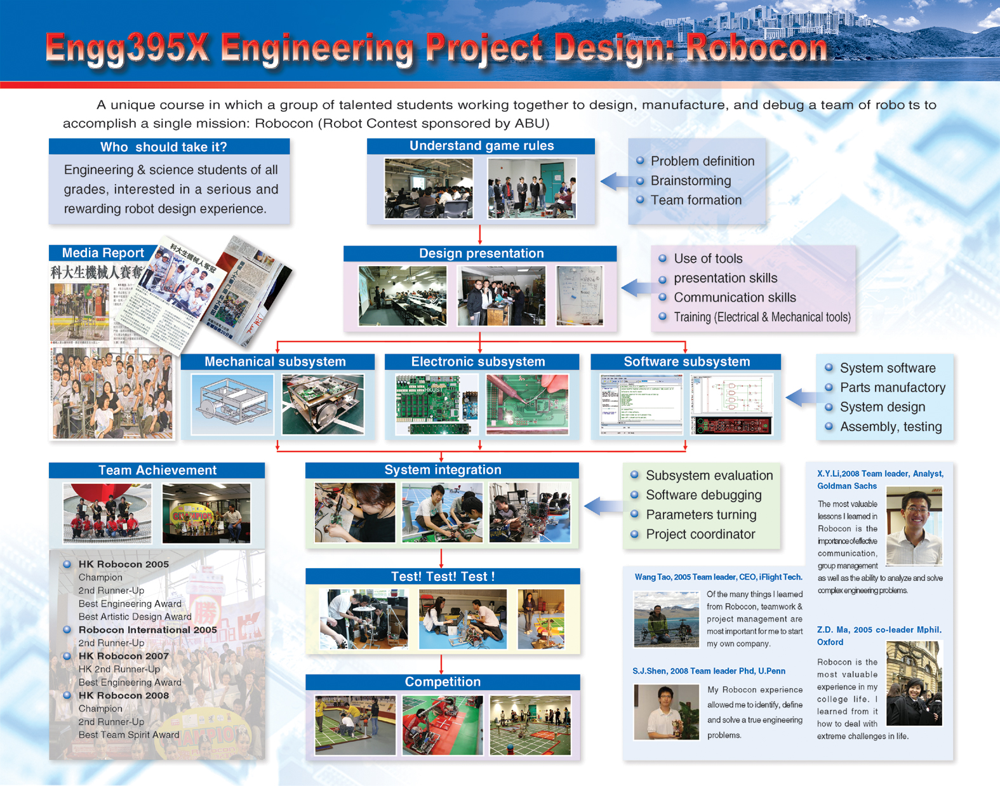 Engg395X Engineering Project Design: Robocon
A unique course in which a group of talented students working together to design, manufacture, and debug a team of robo ts to
accomplish a single mission: Robocon (Robot Contest sponsored by ABU)
Who should take it?
Engineering & science students of all
grades, interested in a serious and
rewarding robot design experience.
Understand game rules
Problem definition
Brainstorming
Team formation
Media Report
科大生機械人賽奪
科大生機械人奪冠
Design presentation
Use of tools
presentation skills
Communication skills
Training (Electrical & Mechanical tools)
Mechanical subsystem
Electronic subsystem
HKUST
Software subsystem
System software
Parts manufactory
System design
Assembly, testing
Team Achievement
CHAMPION
HK Robocon 2005
Champion
2nd Runner-Up
Best Engineering Award
Best Artistic Design Award
Robocon International 2005
2nd Runner-Up
HK Robocon 2007
HK 2nd Runner-Up
Best Engineering Award
HK Robocon 2008
Champion
2nd Runner-Up
Best Team Spirit Award
System integration
Subsystem evaluation
Software debugging
Parameters turning
Project coordinator
Test! Test! Test !
Competition
Wang Tao, 2005 Team leader, CEO, iFlight Tech.
Of the many things I learned
from Robocon, teamwork &
project management are
most important for me to start
my own company.
S.J.Shen, 2008 Team leader Phd, U.Penn
My Robocon experience
allowed me to identify, define
and solve a true engineering
problems.
X.Y.Li,2008 Team leader, Analyst,
Goldman Sachs
The most valuable
lessons I learned in
Robocon is the
importance of effective
communication,
group management
as well as the ability to analyze and solve
complex engineering problems.
Z.D. Ma, 2005 co-leader Mphil.
Oxford
Robocon is the
most valuable
experience in my
college life. I
learned from it
how to deal with
extreme challenges in life.